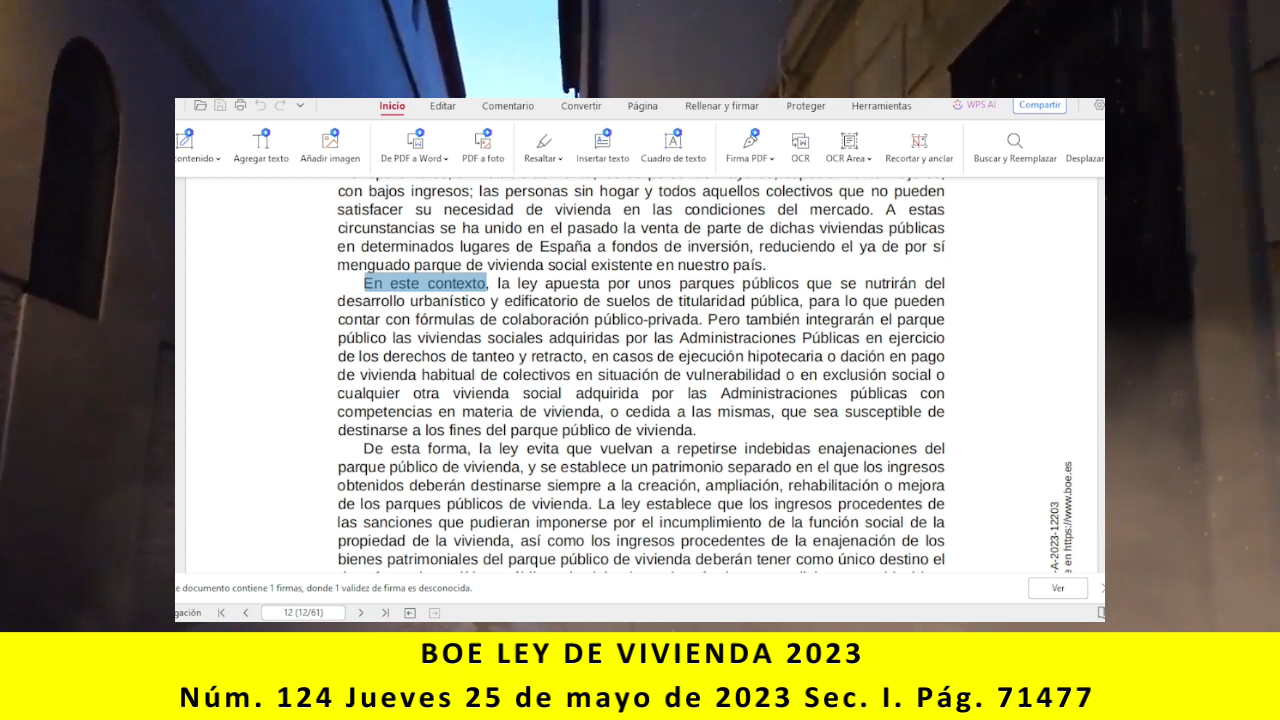 Inicio Editar Comentario Convertir Página Rellenar y firmar Proteger Herramientas WPS AI Compartir
contenido Agregar texto Añadir imagen De PDF a Word PDF a foto Resaltar Insertar texto Cuadro de texto Firma PDF OCR OCR Area Recortar y anclar Buscar y Reemplazar Desplazar
con bajos ingresos; las personas sin hogar y todos aquellos colectivos que no pueden
satisfacer su necesidad de vivienda en las condiciones del mercado. A estas
circunstancias se ha unido en el pasado la venta de parte de dichas viviendas públicas
en determinados lugares de España a fondos de inversión, reduciendo el ya de por sí
menguado parque de vivienda social existente en nuestro país.
En este contexto, la ley apuesta por unos parques públicos que se nutrirán del
desarrollo urbanístico y edificatorio de suelos de titularidad pública, para lo que pueden
contar con fórmulas de colaboración público-privada. Pero también integrarán el parque
público las viviendas sociales adquiridas por las Administraciones Públicas en ejercicio
de los derechos de tanteo y retracto, en casos de ejecución hipotecaria o dación en pago
de vivienda habitual de colectivos en situación de vulnerabilidad o en exclusión social o
cualquier otra vivienda social adquirida por las Administraciones públicas con
competencias en materia de vivienda, o cedida a las mismas, que sea susceptible de
destinarse a los fines del parque público de vivienda.
De esta forma, la ley evita que vuelvan a repetirse indebidas enajenaciones del
parque público de vivienda, y se establece un patrimonio separado en el que los ingresos
obtenidos deberán destinarse siempre a la creación, ampliación, rehabilitación o mejora
de los parques públicos de vivienda. La ley establece que los ingresos procedentes de
las sanciones que pudieran imponerse por el incumplimiento de la función social de la
propiedad de la vivienda, así como los ingresos procedentes de la enajenación de los
bienes patrimoniales del parque público de vivienda deberán tener como único destino el
-A-2023-12203
e en https://www.boe.es
e documento contiene 1 firmas, donde 1 validez de firma es desconocida. Ver
gación 12 (12/61)
BOE LEY DE VIVIENDA 2023
Núm. 124 Jueves 25 de mayo de 2023 Sec. I. Pág. 71477